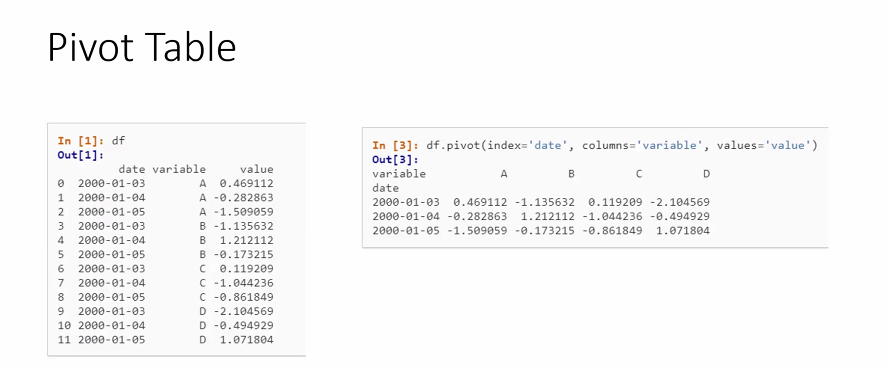 Pivot Table
In [1]: df
Out[1]:
date variable value
0 2000-01-03 A 0.469112
1 2000-01-04 A -0.282863
2 2000-01-05 A -1.509059
3 2000-01-03 B -1.135632
4 2000-01-04 B 1.212112
5 2000-01-05 B -0.173215
6 2000-01-03 C 0.119209
7 2000-01-04 C -1.044236
8 2000-01-05 C -0.861849
9 2000-01-03 D -2.104569
10 2000-01-04 D -0.494929
11 2000-01-05 D 1.071804
In [3]: df.pivot(index='date', columns='variable', values='value')
Out[3]:
variable A B C D
date
2000-01-03 0.469112 -1.135632 0.119209 -2.104569
2000-01-04 -0.282863 1.212112 -1.044236 -0.494929
2000-01-05 -1.509059 -0.173215 -0.861849 1.071804